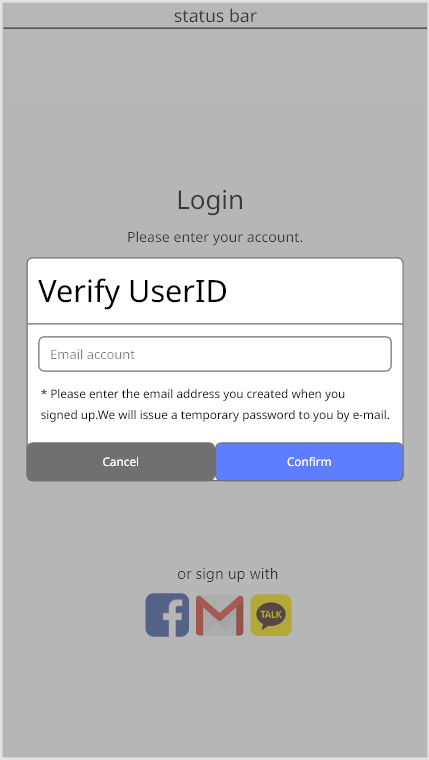 status bar
Login
Please enter your account.
Verify UserID
Email account
* Please enter the email address you created when you
signed up.We will issue a temporary password to you by e-mail.
Cancel
Confirm
or sign up with
TALK